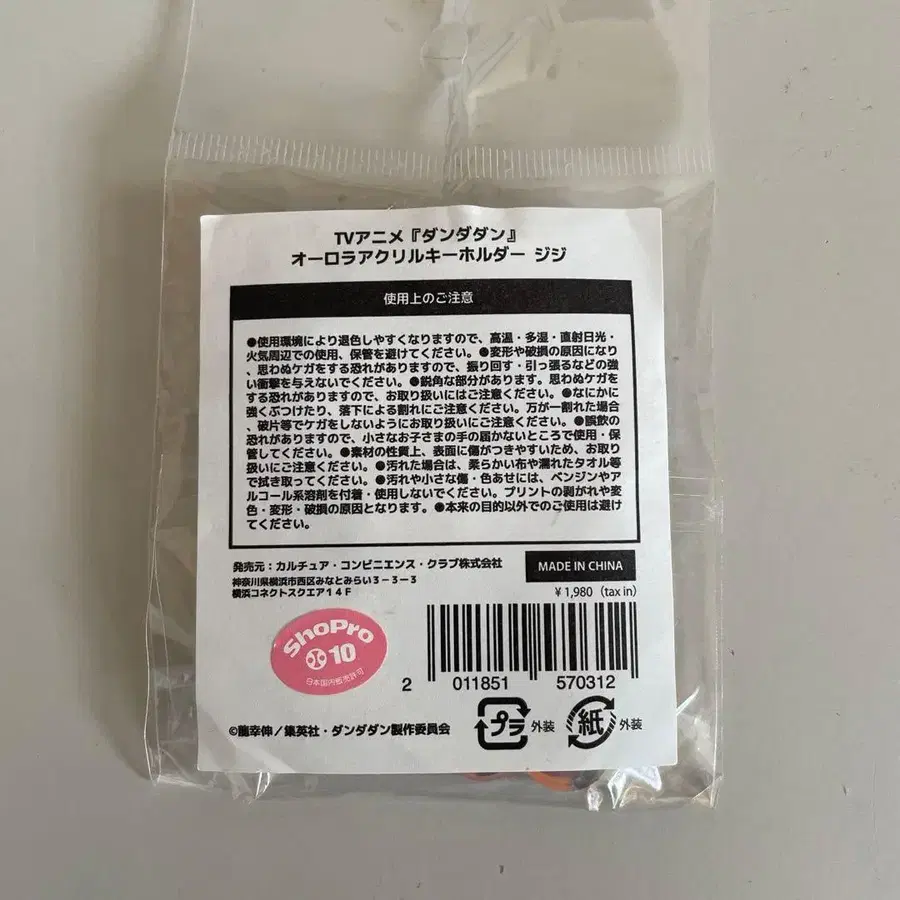 TVアニメ『ダンダダン』
オーロラアクリルキーホルダー ジジ
使用上のご注意
●使用環境により退色しやすくなりますので、高温・多湿・直射日光・
火気周辺での使用、保管を避けてください。●変形や破損の原因になり
、思わぬケガをする恐れがありますので、振り回す・引っ張るなどの強
い衝撃を与えないでください。●鋭角な部分があります。思わぬケガを
する恐れがありますので、お取り扱いにはご注意ください。●なにかに
強くぶつけたり、落下による割れにご注意ください。万が一割れた場合
、破片等でケガをしないようにお取り扱いにご注意ください。●誤飲の
恐れがありますので、小さなお子さまの手の届かないところで使用・保
管してください。●素材の性質上、表面に傷がつきやすいため、お取り
扱いにご注意ください。●汚れた場合は、柔らかい布や濡れたタオル等
で拭き取ってください。●汚れや小さな傷・色あせには、ベンジンやア
ルコール系溶剤を付着・使用しないでください。プリントの剥がれや変
色・変形・破損の原因となります。●本来の目的以外でのご使用は避け
てください。
発売元：カルチュア・コンビニエンス・クラブ株式会社
神奈川県横浜市西区みなとみらい３－３－３
横浜コネクトスクエア１４Ｆ
MADE IN CHINA
¥ 1,980（tax in）
ShoPro
10
日本国内販売許可
2 011851 570312
プラ 外装
紙 外装
©龍幸伸／集英社・ダンダダン製作委員会